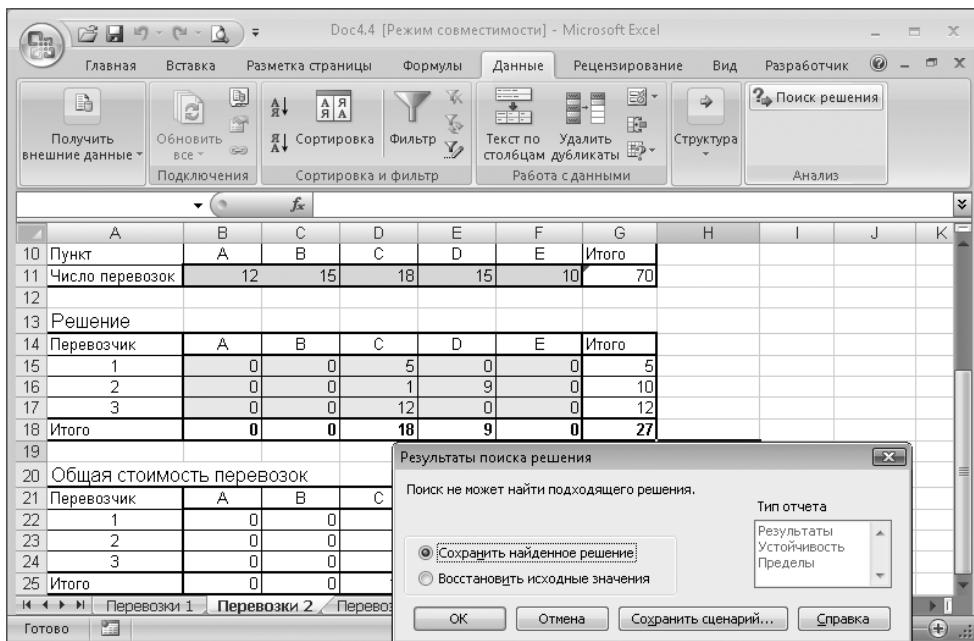 Doc4.4 [Режим совместимости] - Microsoft Excel
Главная Вставка Разметка страницы Формулы Данные Рецензирование Вид Разработчик
Получить внешние данные
Обновить все
Подключения
Сортировка
Фильтр
Сортировка и фильтр
Текст по столбцам
Удалить дубликаты
Работа с данными
Структура
Поиск решения
Анализ
fx
A B C D E F G H I J K
10 Пункт A B C D E Итого
11 Число перевозок 12 15 18 15 10 70
12
13 Решение
14 Перевозчик A B C D E Итого
15 1 0 0 5 0 0 5
16 2 0 0 1 9 0 10
17 3 0 0 12 0 0 12
18 Итого 0 0 18 9 0 27
19
20 Общая стоимость перевозок
21 Перевозчик A B C
22 1 0 0
23 2 0 0
24 3 0 0
25 Итого 0 0
Результаты поиска решения
Поиск не может найти подходящего решения.
Тип отчета
Результаты
Устойчивость
Пределы
Сохранить найденное решение
Восстановить исходные значения
ОК Отмена Сохранить сценарий... Справка
Перевозки 1 Перевозки 2 Перевоз
Готово